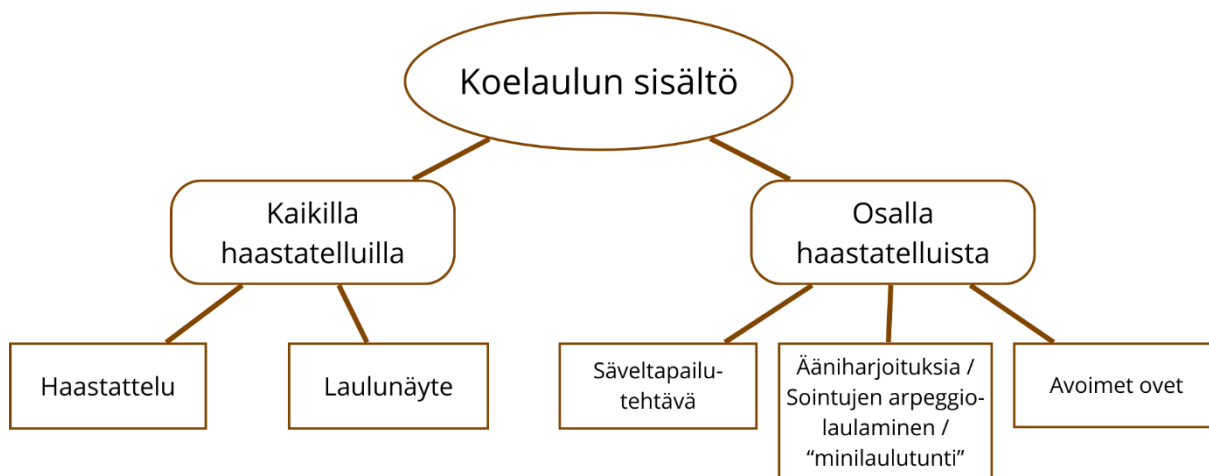 Koelaulun sisältö
Kaikilla
haastatelluilla
Osalla
haastatelluista
Haastattelu
Laulunäyte
Säveltapailu-
tehtävä
Ääniharjoituksia /
Sointujen arpeggio-
laulaminen /
“minilaulutunti”
Avoimet ovet